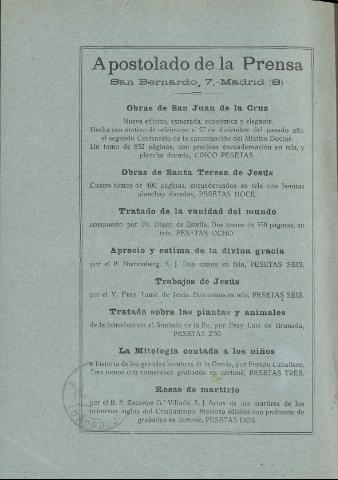 Apostolado de la Prensa
San Bernardo, 7.-Madrid (8)
Obras de San Juan de la Cruz
Nueva edición, esmerada, económica y elegante.
Hecha con motivo de celebrarse el 27 de diciembre del pasado año
el segundo Centenario de la canonización del Místico Doctor.
Un tomo de 852 páginas, con preciosa encuadernación en tela, y
plancha dorada, CINCO PESETAS.
Obras de Santa Teresa de Jesús
Cuatro tomos de 400 páginas, encuadernados en tela con bonitas
planchas doradas, PESETAS DOCE.
Tratado de la vanidad del mundo
compuesto por Fr. Diego de Estella. Dos tomos de 550 páginas, en
tela, PESETAS OCHO.
Aprecio y estima de la divina gracia
por el P. Nieremberg, S. J. Dos tomos en tela, PESETAS SEIS.
Trabajos de Jesús
por el V. Fray Tomé de Jesús. Dos tomos en tela, PESETAS SEIS.
Tratado sobre las plantas y animales
de la introducción al Símbolo de la Fe, por Fray Luis de Granada,
PESETAS 2'50.
La Mitología contada a los niños
e historia de los grandes hombres de la Grecia, por Fernán Caballero.
Tres tomos con numerosos grabados en cartoné, PESETAS TRES.
Rosas de martirio
por el R. P. Zacarías G.ª Villada, S. J. Actas de los mártires de los
primeros siglos del Cristianismo. Preciosa edición con profusión de
grabados en cartoné, PESETAS DOS.